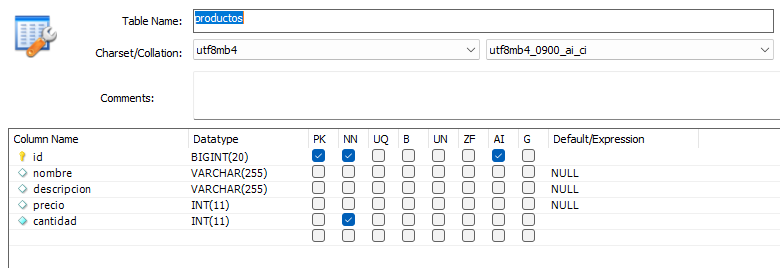 Table Name: productos
Charset/Collation: utf8mb4 utf8mb4_0900_ai_ci
Comments:
Column Name Datatype PK NN UQ B UN ZF AI G Default/Expression
id BIGINT(20)
nombre VARCHAR(255) NULL
descripcion VARCHAR(255) NULL
precio INT(11) NULL
cantidad INT(11)